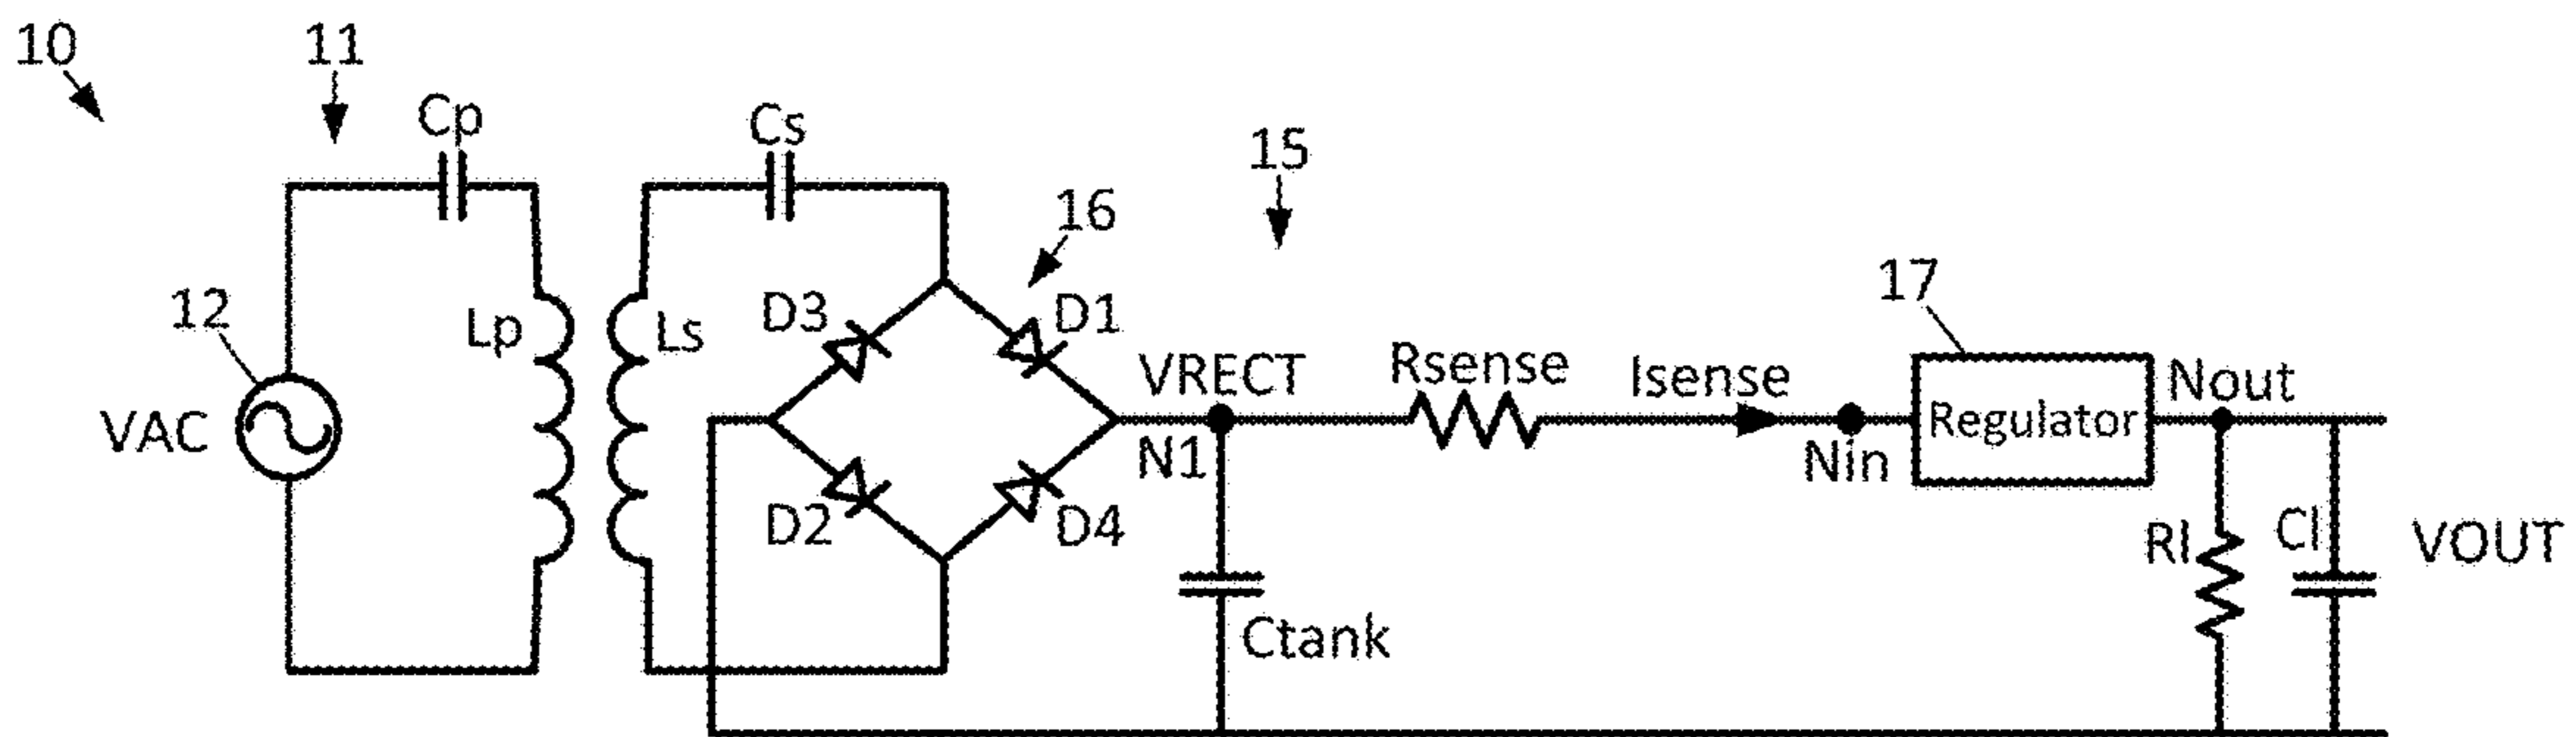 10
11
Cp
Cs
15
16
12
Lp
Ls
D3
D1
17
VAC
VRECT
Rsense
Isense
Nout
Regulator
N1
Nin
D2
D4
Rl
Cl
VOUT
Ctank